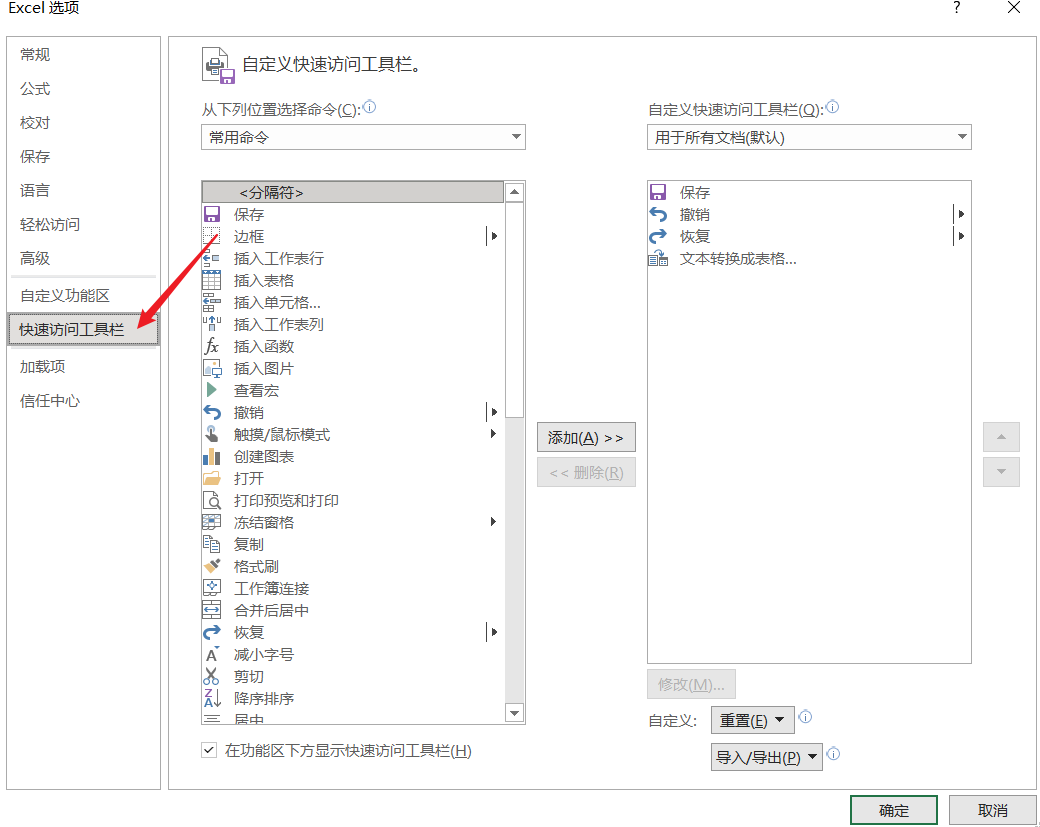 Excel 选项
?
常规
公式
校对
保存
语言
轻松访问
高级
自定义功能区
快速访问工具栏
加载项
信任中心
自定义快速访问工具栏。
从下列位置选择命令(C):
常用命令
<分隔符>
保存
边框
插入工作表行
插入表格
插入单元格...
插入工作表列
插入函数
插入图片
查看宏
撤销
触摸/鼠标模式
创建图表
打开
打印预览和打印
冻结窗格
复制
格式刷
工作簿连接
合并后居中
恢复
减小字号
剪切
降序排序
居中
在功能区下方显示快速访问工具栏(H)
添加(A) >>
<< 删除(R)
自定义快速访问工具栏(Q):
用于所有文档(默认)
保存
撤销
恢复
文本转换成表格...
修改(M)...
自定义:
重置(E)
导入/导出(P)
确定
取消